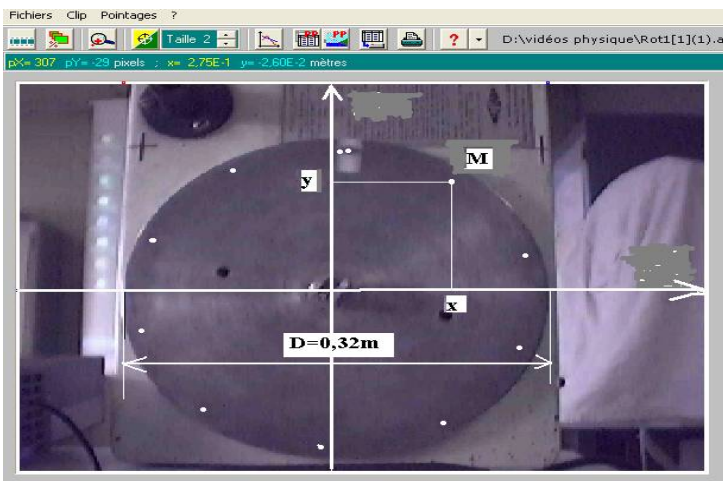 Fichiers Clip Pointages ?
Taille 2 ? D:\vidéos physique\Rot1[1](1).a
pX= 307 pY= -29 pixels ; x= 2,75E-1 y= -2,60E-2 mètres
M
y
x
D=0,32m